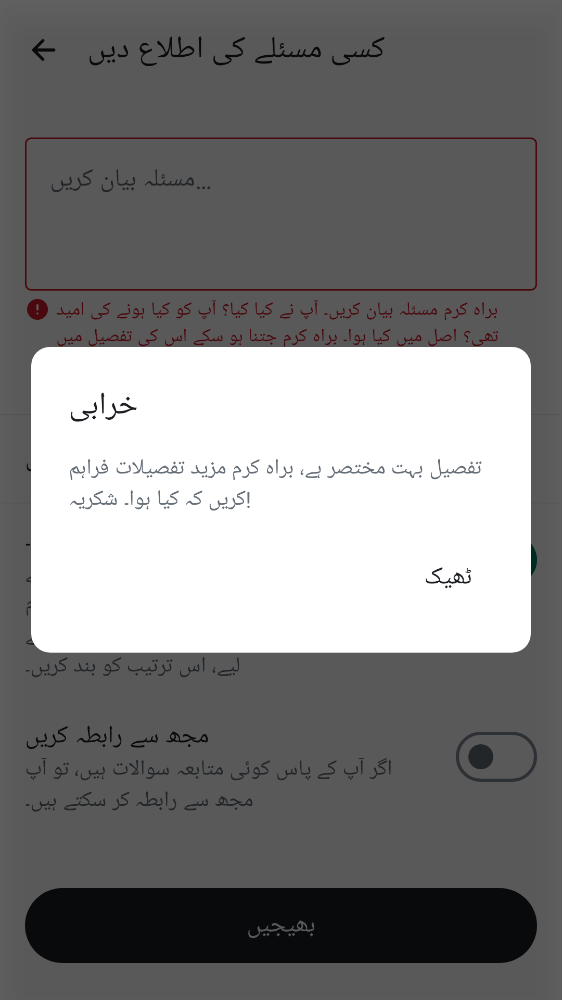 کسی مسئلے کی اطلاع دیں
مسئلہ بیان کریں...
براہ کرم مسئلہ بیان کریں۔ آپ نے کیا کیا؟ آپ کو کیا ہونے کی امید
تھی؟ اصل میں کیا ہوا۔ براہ کرم جتنا ہو سکے اس کی تفصیل میں
خرابی
تفصیل بہت مختصر ہے، براہ کرم مزید تفصیلات فراہم
کریں کہ کیا ہوا۔ شکریہ!
ٹھیک
لیے، اس ترتیب کو بند کریں۔
مجھ سے رابطہ کریں
اگر آپ کے پاس کوئی متابعہ سوالات ہیں، تو آپ
مجھ سے رابطہ کر سکتے ہیں۔
بھیجیں